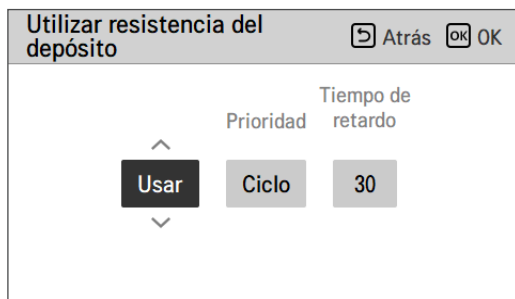 Utilizar resistencia del
depósito
Atrás OK OK
Tiempo de
Prioridad retardo
Usar Ciclo 30